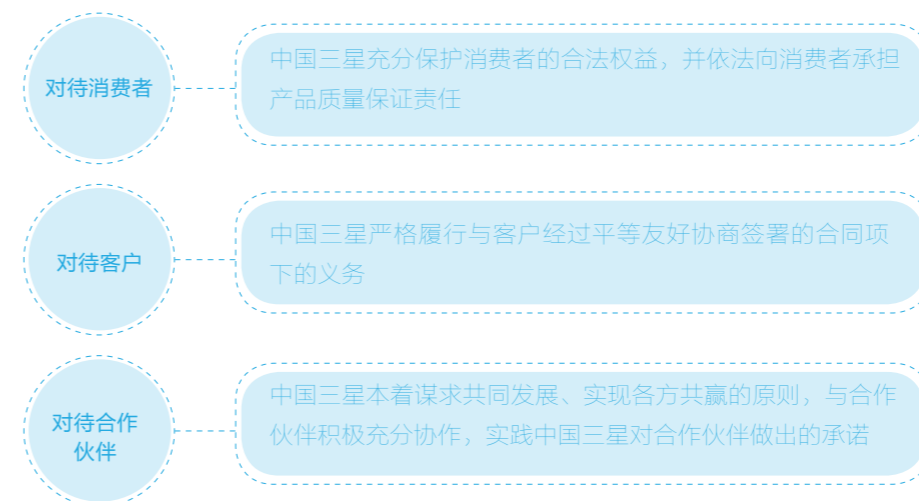 对待消费者
中国三星充分保护消费者的合法权益，并依法向消费者承担
产品质量保证责任
对待客户
中国三星严格履行与客户经过平等友好协商签署的合同项
下的义务
对待合作
伙伴
中国三星本着谋求共同发展、实现各方共赢的原则，与合作
伙伴积极充分协作，实践中国三星对合作伙伴做出的承诺